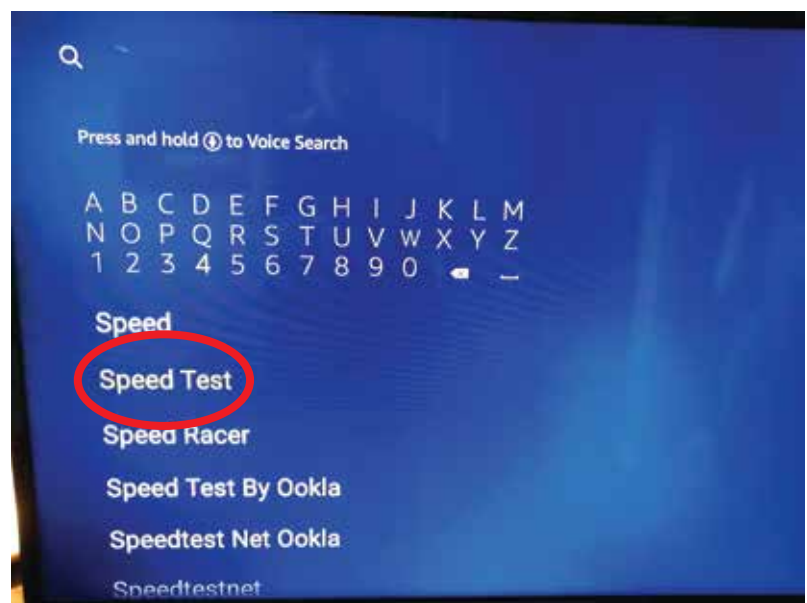 Press and hold to Voice Search
A B C D E F G H I J K L M
N O P Q R S T U V W X Y Z
1 2 3 4 5 6 7 8 9 0
Speed
Speed Test
Speed Racer
Speed Test By Ookla
Speedtest Net Ookla
Speedtestnet